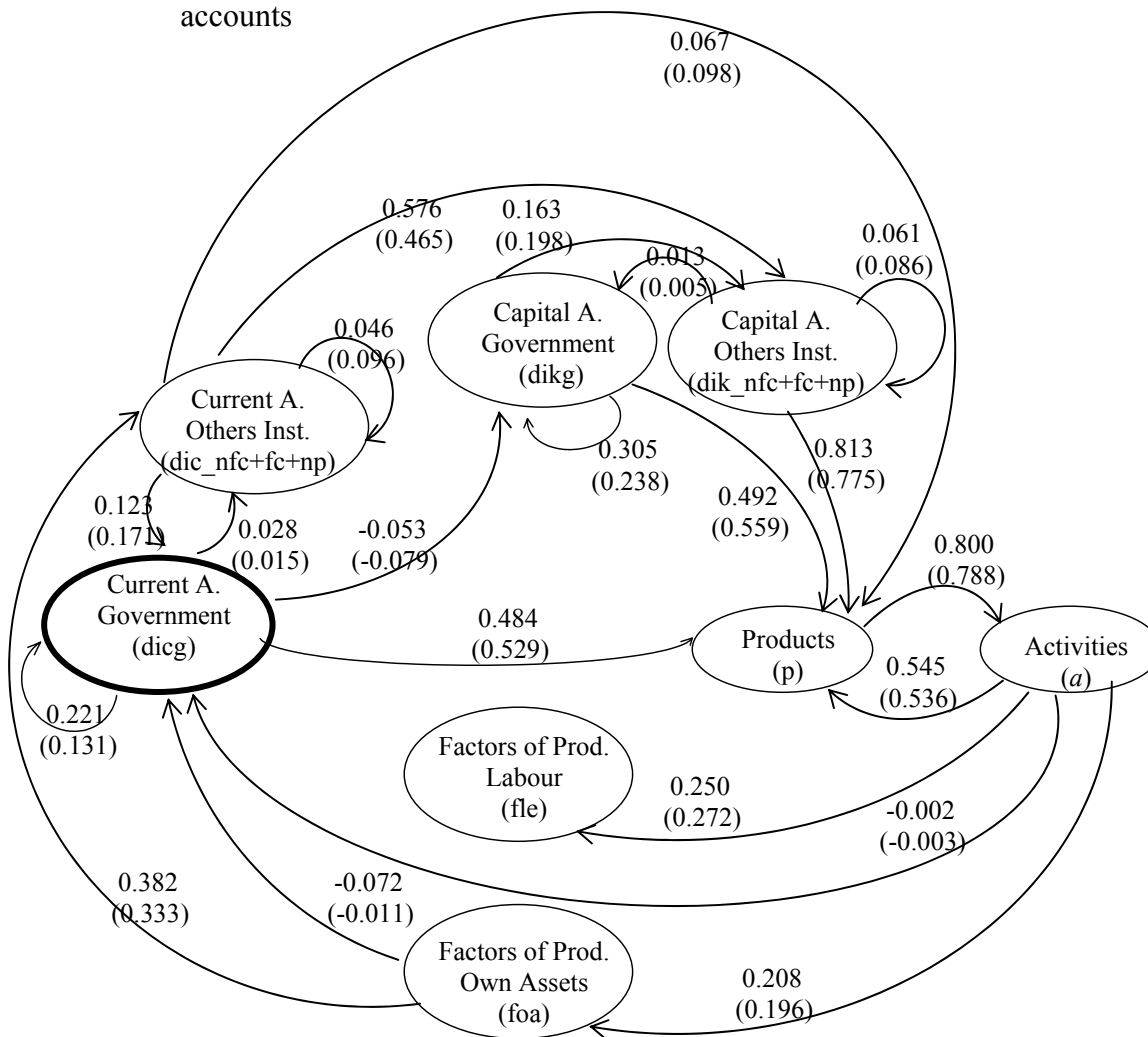 accounts
0.067
(0.098)
0.576
(0.465)
0.163
(0.198)
0.013
(0.005)
0.061
(0.086)
Capital A.
Government
(dikg)
Capital A.
Others Inst.
(dik_nfc+fc+np)
0.046
(0.096)
Current A.
Others Inst.
(dic_nfc+fc+np)
0.305
(0.238)
0.813
(0.775)
0.492
(0.559)
0.123
(0.171)
0.028
(0.015)
-0.053
(-0.079)
0.800
(0.788)
Current A.
Government
(dicg)
0.484
(0.529)
Products
(p)
Activities
(a)
0.545
(0.536)
0.221
(0.131)
Factors of Prod.
Labour
(fle)
0.250
(0.272)
-0.002
(-0.003)
0.382
(0.333)
-0.072
(-0.011)
Factors of Prod.
Own Assets
(foa)
0.208
(0.196)